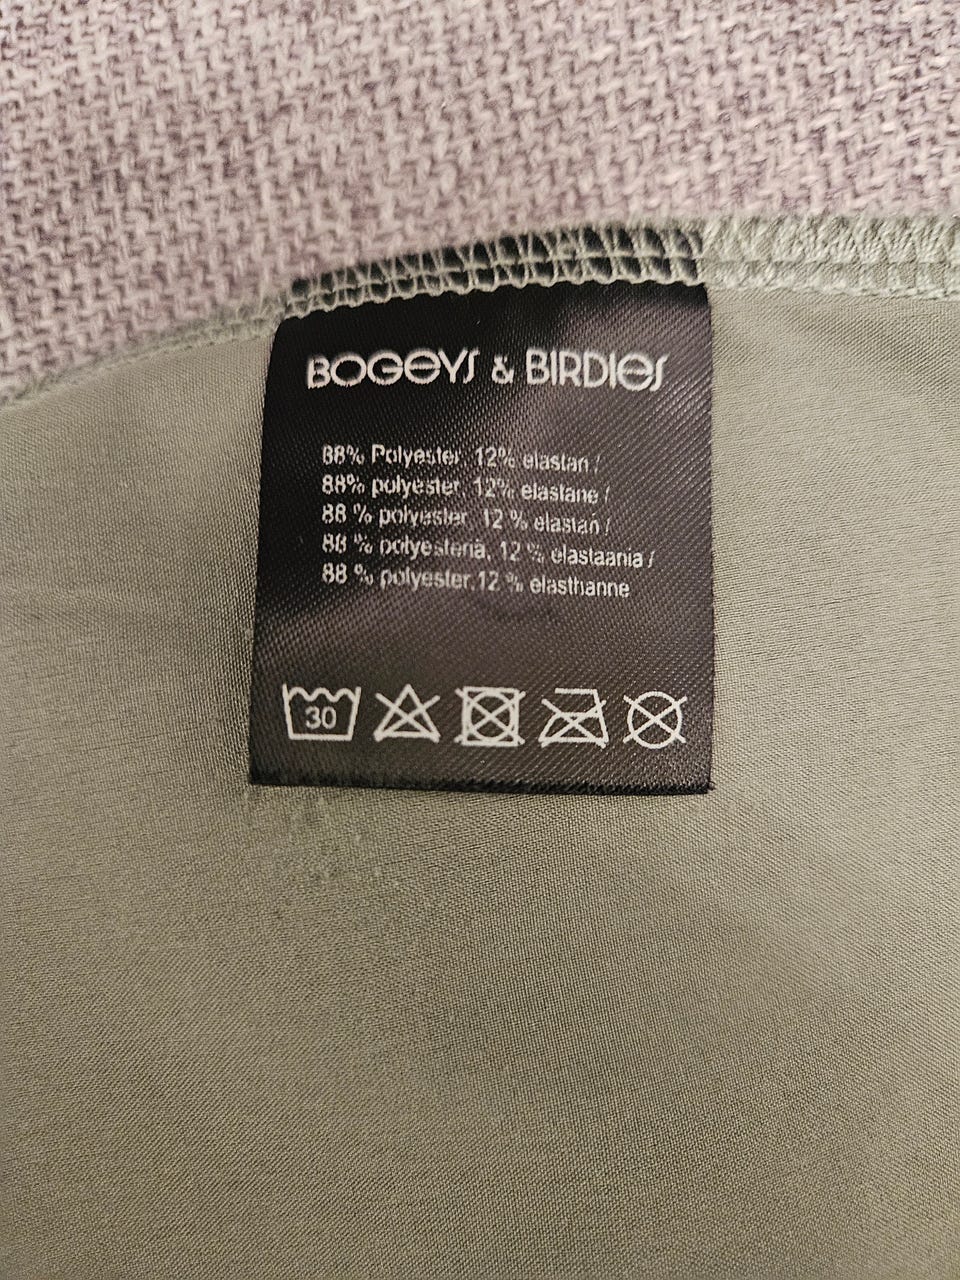 BOGEYS & BIRDIES
88% Polyester, 12% elastan /
88% polyester, 12% elastane /
88 % polyester, 12 % elastan /
88 % polyesteriä, 12 % elastaania /
88 % polyester,12 % elasthanne
30